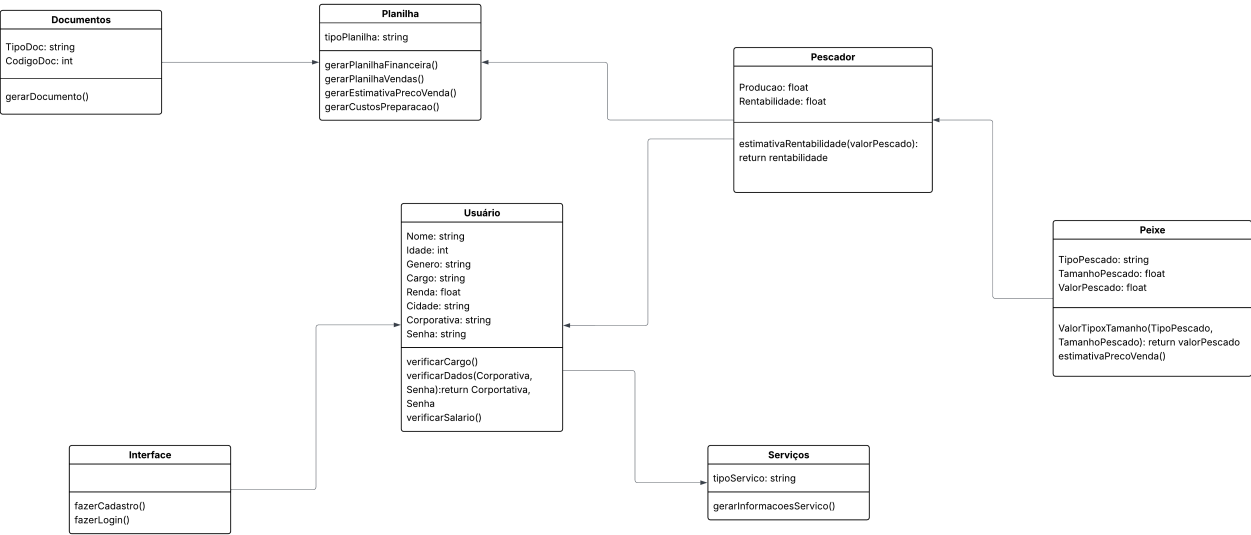 Documentos
TipoDoc: string
CodigoDoc: int
gerarDocumento()
Planilha
tipoPlanilha: string
gerarPlanilhaFinanceira()
gerarPlanilhaVendas()
gerarEstimativaPrecoVenda()
gerarCustosPreparacao()
Pescador
Producao: float
Rentabilidade: float
estimativaRentabilidade(valorPescado):
return rentabilidade
Usuário
Nome: string
Idade: int
Genero: string
Cargo: string
Renda: float
Cidade: string
Corporativa: string
Senha: string
verificarCargo()
verificarDados(Corporativa,
Senha):return Corportativa,
Senha
verificarSalario()
Peixe
TipoPescado: string
TamanhoPescado: float
ValorPescado: float
ValorTipoxTamanho(TipoPescado,
TamanhoPescado): return valorPescado
estimativaPrecoVenda()
Interface
fazerCadastro()
fazerLogin()
Serviços
tipoServico: string
gerarInformacoesServico()